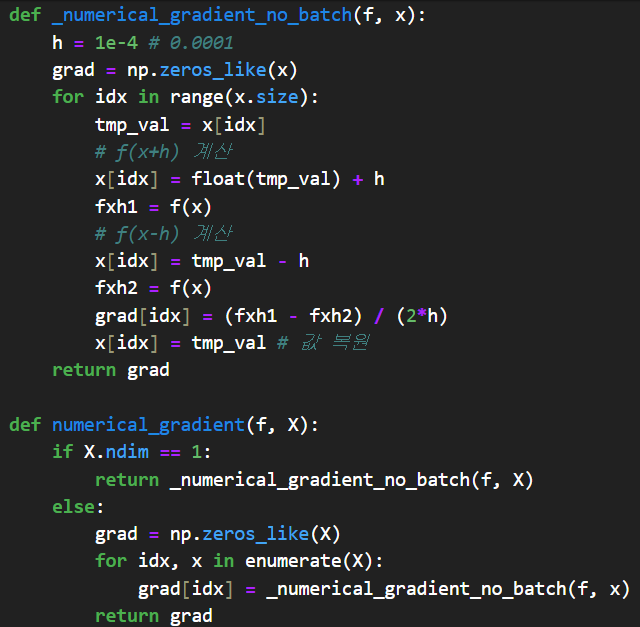 def _numerical_gradient_no_batch(f, x):
    h = 1e-4 # 0.0001
    grad = np.zeros_like(x)
    for idx in range(x.size):
        tmp_val = x[idx]
        # f(x+h) 계산
        x[idx] = float(tmp_val) + h
        fxh1 = f(x)
        # f(x-h) 계산
        x[idx] = tmp_val - h
        fxh2 = f(x)
        grad[idx] = (fxh1 - fxh2) / (2*h)
        x[idx] = tmp_val # 값 복원
    return grad

def numerical_gradient(f, X):
    if X.ndim == 1:
        return _numerical_gradient_no_batch(f, X)
    else:
        grad = np.zeros_like(X)
        for idx, x in enumerate(X):
            grad[idx] = _numerical_gradient_no_batch(f, x)
        return grad